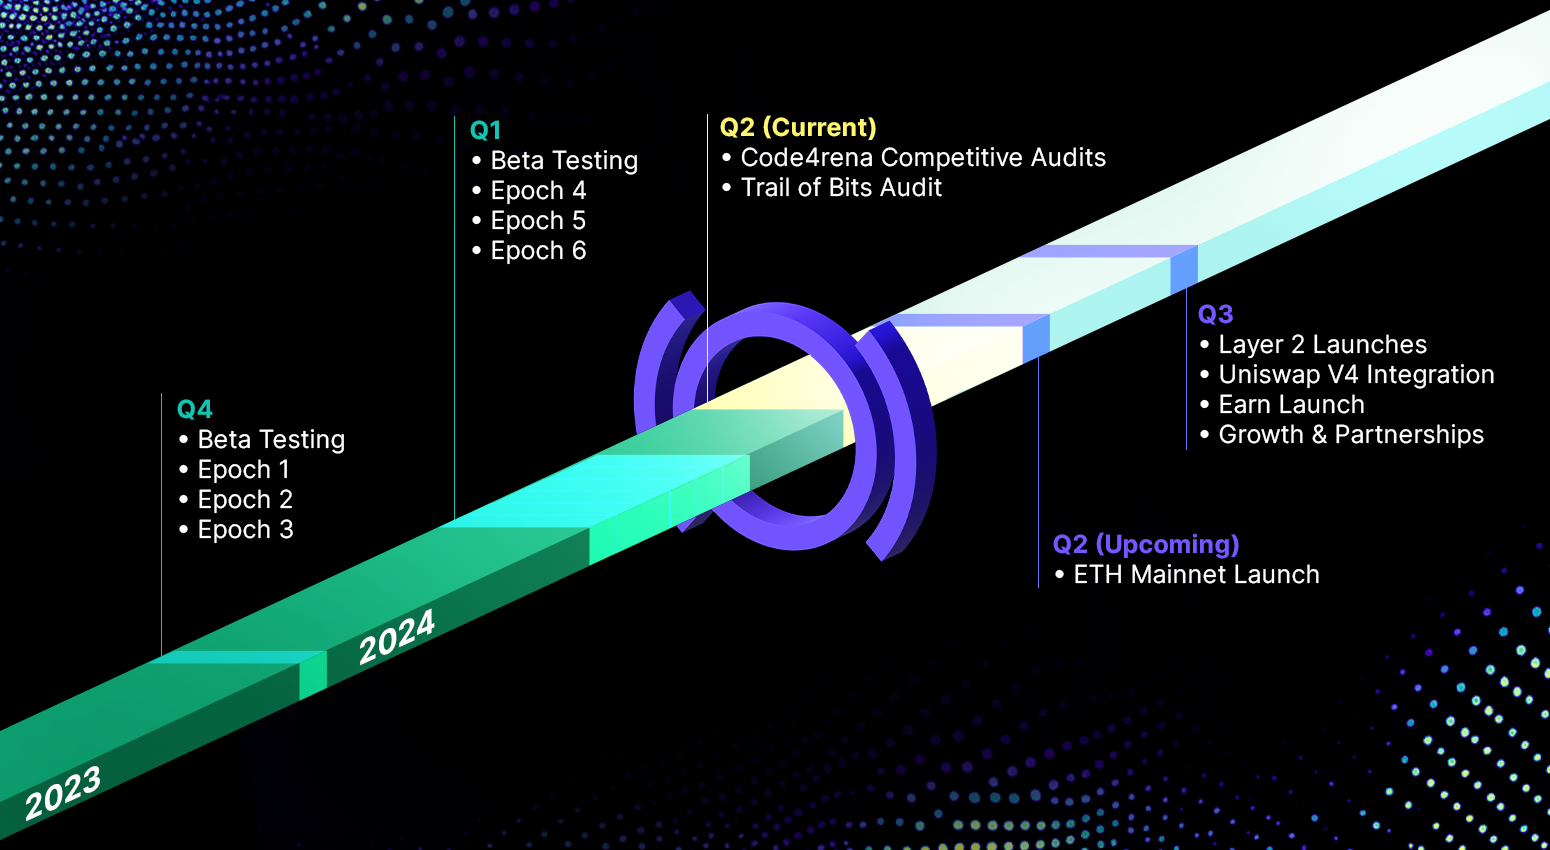 Q1
• Beta Testing
• Epoch 4
• Epoch 5
• Epoch 6
Q2 (Current)
• Code4rena Competitive Audits
• Trail of Bits Audit
Q4
• Beta Testing
• Epoch 1
• Epoch 2
• Epoch 3
Q3
• Layer 2 Launches
• Uniswap V4 Integration
• Earn Launch
• Growth & Partnerships
Q2 (Upcoming)
• ETH Mainnet Launch
2024
2023